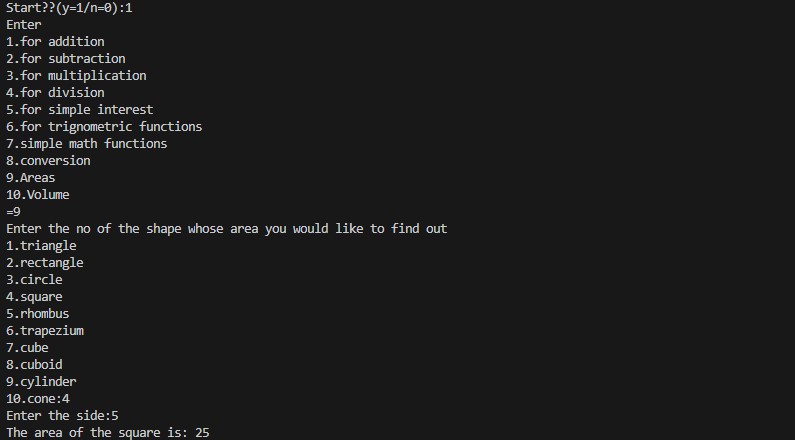 Start??(y=1/n=0):1
Enter
1.for addition
2.for subtraction
3.for multiplication
4.for division
5.for simple interest
6.for trignometric functions
7.simple math functions
8.conversion
9.Areas
10.Volume
=9
Enter the no of the shape whose area you would like to find out
1.triangle
2.rectangle
3.circle
4.square
5.rhombus
6.trapezium
7.cube
8.cuboid
9.cylinder
10.cone:4
Enter the side:5
The area of the square is: 25